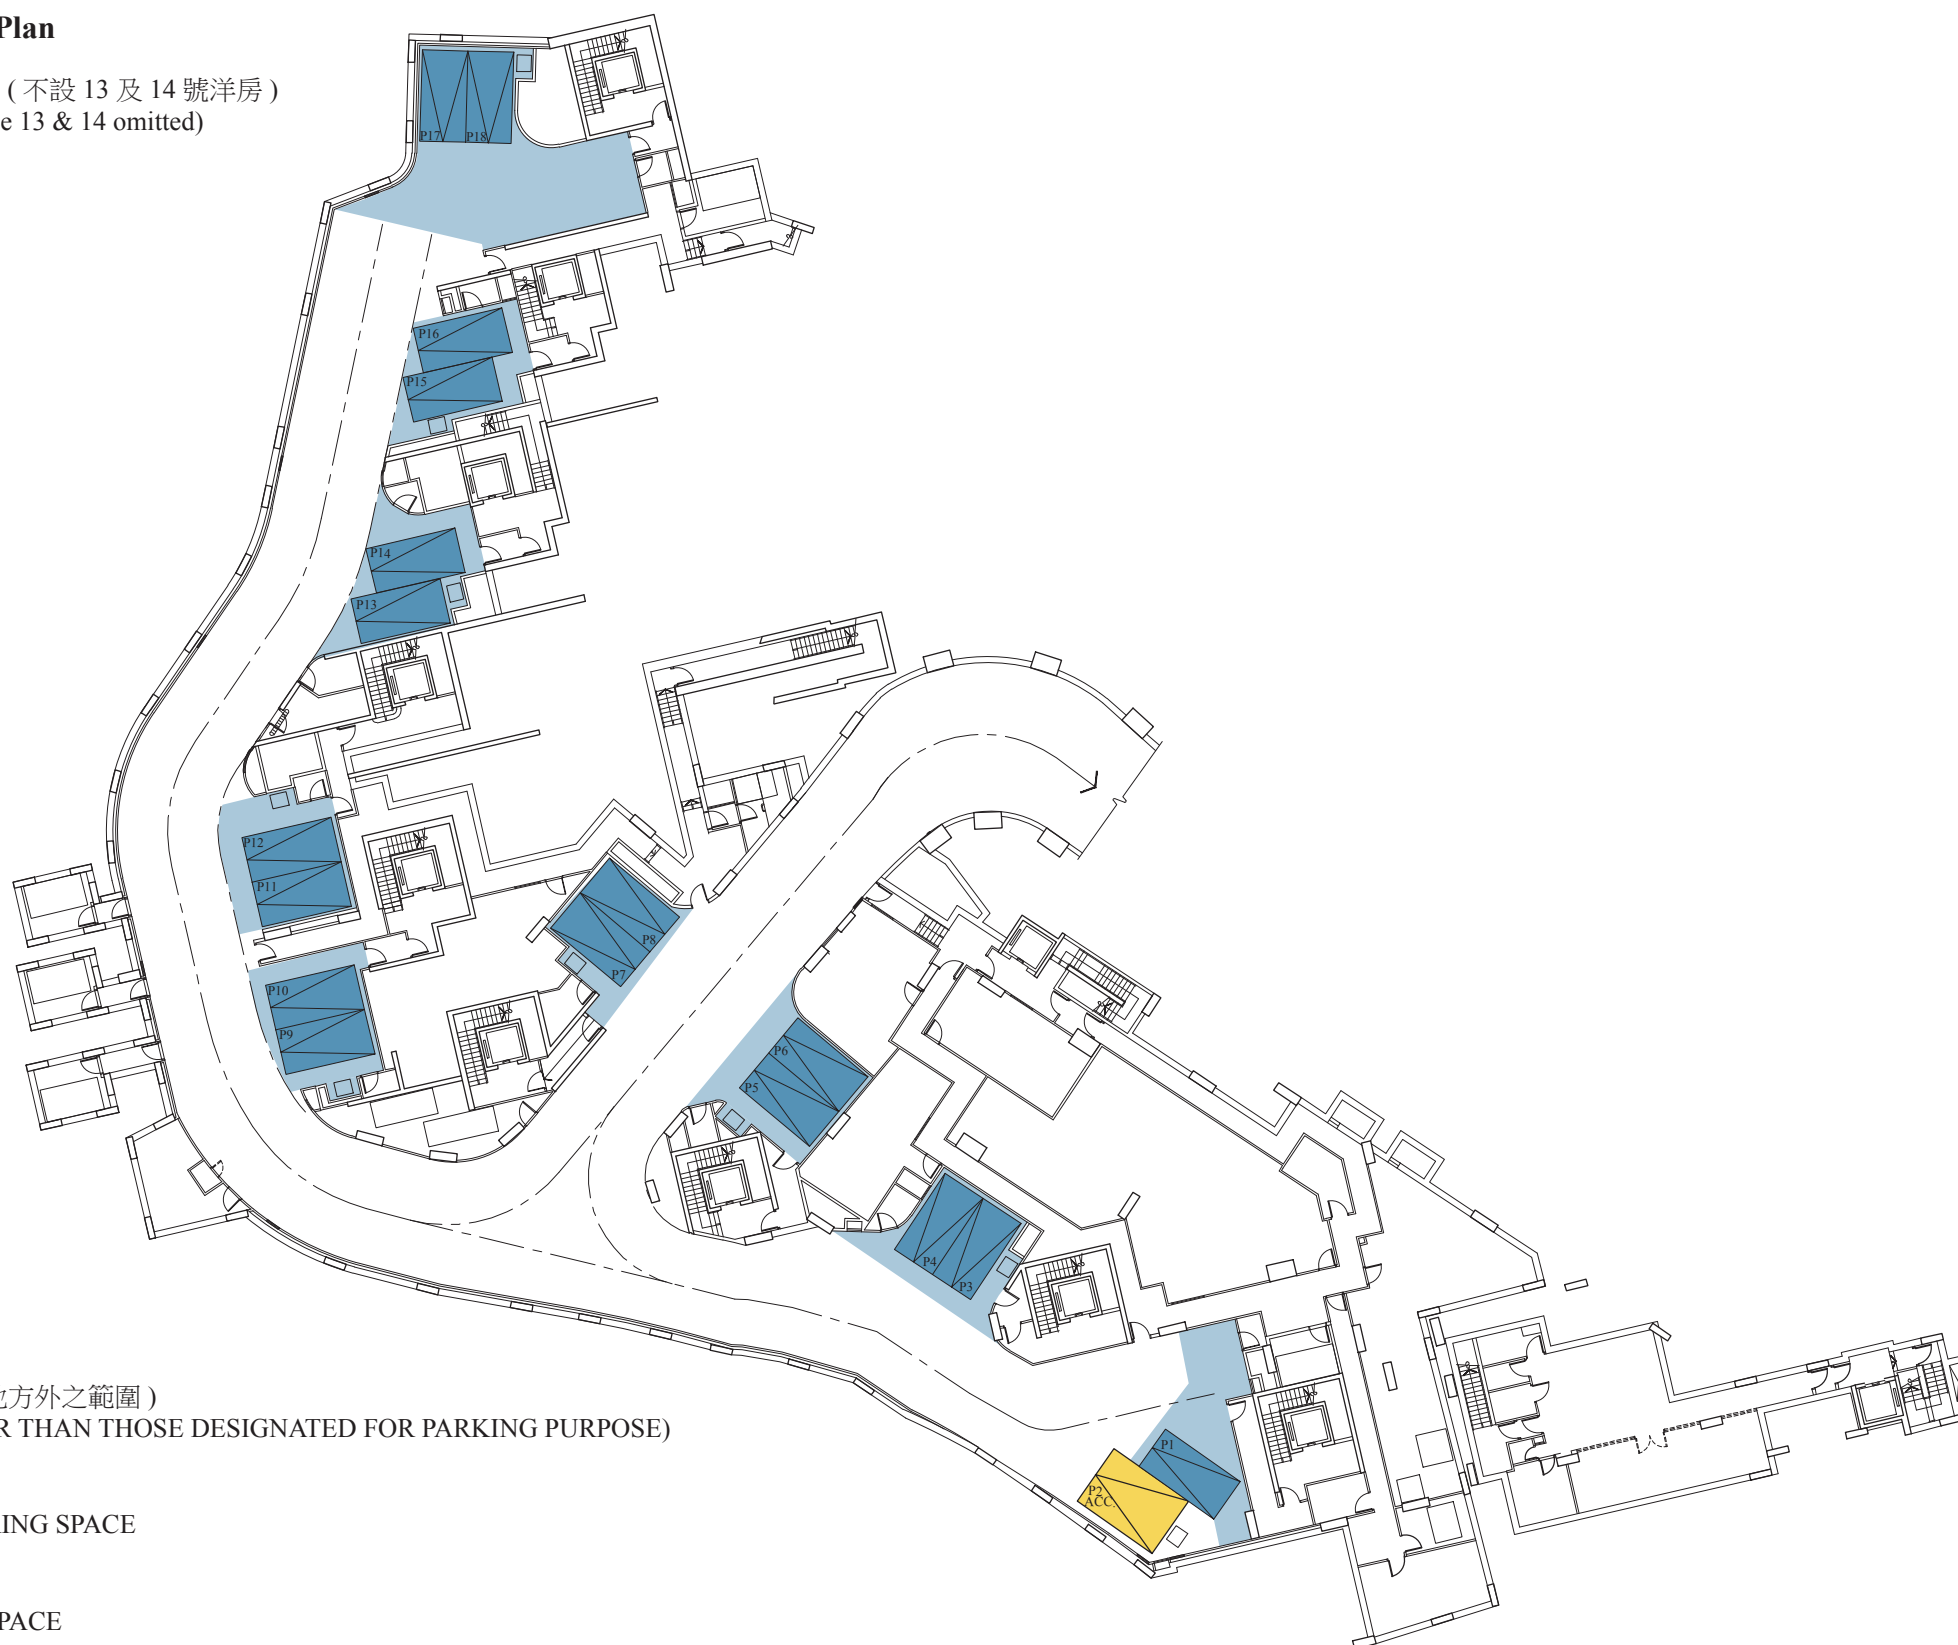 Plan
( 不設 13 及 14 號洋房 )
e 13 & 14 omitted)
P17
P18
P16
P15
P14
P13
P12
P11
P10
P9
P8
P7
P6
P5
P4
P3
P1
P2
ACC.
地方外之範圍 )
R THAN THOSE DESIGNATED FOR PARKING PURPOSE)
ING SPACE
PACE